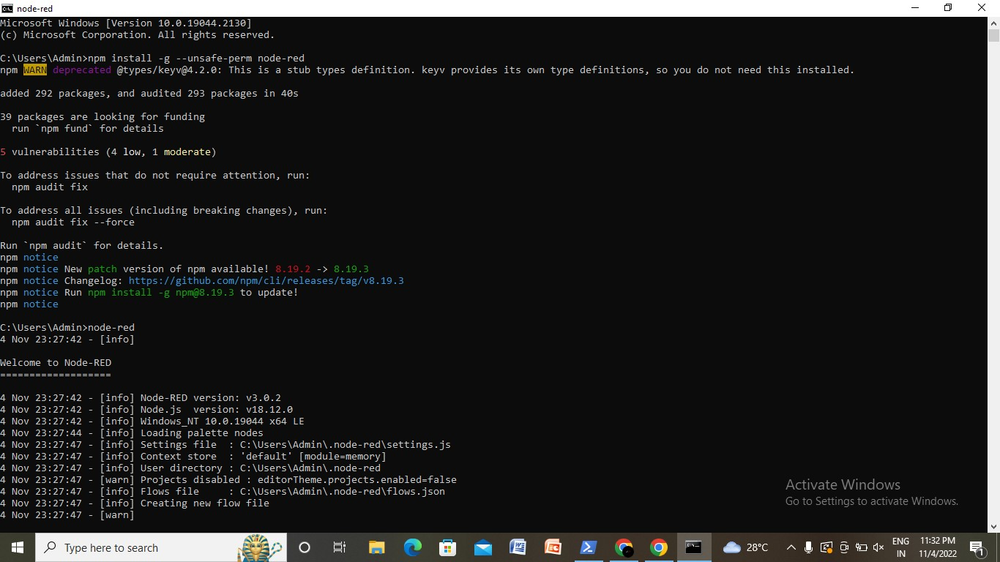 node-red
Microsoft Windows [Version 10.0.19044.2130]
(c) Microsoft Corporation. All rights reserved.
C:\Users\Admin>npm install -g --unsafe-perm node-red
npm WARN deprecated @types/keyv@4.2.0: This is a stub types definition. keyv provides its own type definitions, so you do not need this installed.
added 292 packages, and audited 293 packages in 40s
39 packages are looking for funding
  run `npm fund` for details
5 vulnerabilities (4 low, 1 moderate)
To address issues that do not require attention, run:
  npm audit fix
To address all issues (including breaking changes), run:
  npm audit fix --force
Run `npm audit` for details.
npm notice
npm notice New patch version of npm available! 8.19.2 -> 8.19.3
npm notice Changelog: https://github.com/npm/cli/releases/tag/v8.19.3
npm notice Run npm install -g npm@8.19.3 to update!
npm notice
C:\Users\Admin>node-red
4 Nov 23:27:42 - [info]
Welcome to Node-RED
===================
4 Nov 23:27:42 - [info] Node-RED version: v3.0.2
4 Nov 23:27:42 - [info] Node.js  version: v18.12.0
4 Nov 23:27:42 - [info] Windows_NT 10.0.19044 x64 LE
4 Nov 23:27:44 - [info] Loading palette nodes
4 Nov 23:27:47 - [info] Settings file  : C:\Users\Admin\.node-red\settings.js
4 Nov 23:27:47 - [info] Context store  : 'default' [module=memory]
4 Nov 23:27:47 - [info] User directory : C:\Users\Admin\.node-red
4 Nov 23:27:47 - [warn] Projects disabled : editorTheme.projects.enabled=false
4 Nov 23:27:47 - [info] Flows file     : C:\Users\Admin\.node-red\flows.json
4 Nov 23:27:47 - [info] Creating new flow file
4 Nov 23:27:47 - [warn]
Activate Windows
Go to Settings to activate Windows.
Type here to search
28°C
ENG
IN
11:32 PM
11/4/2022
1